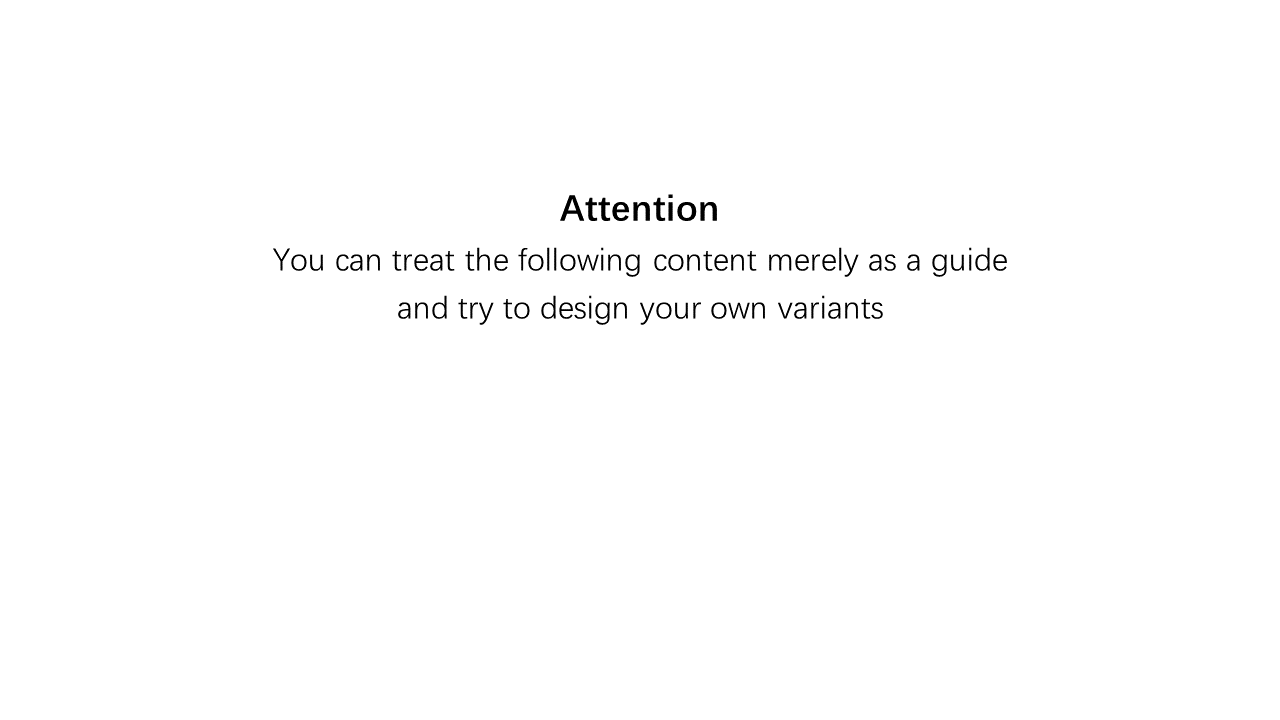 Attention
You can treat the following content merely as a guide
and try to design your own variants